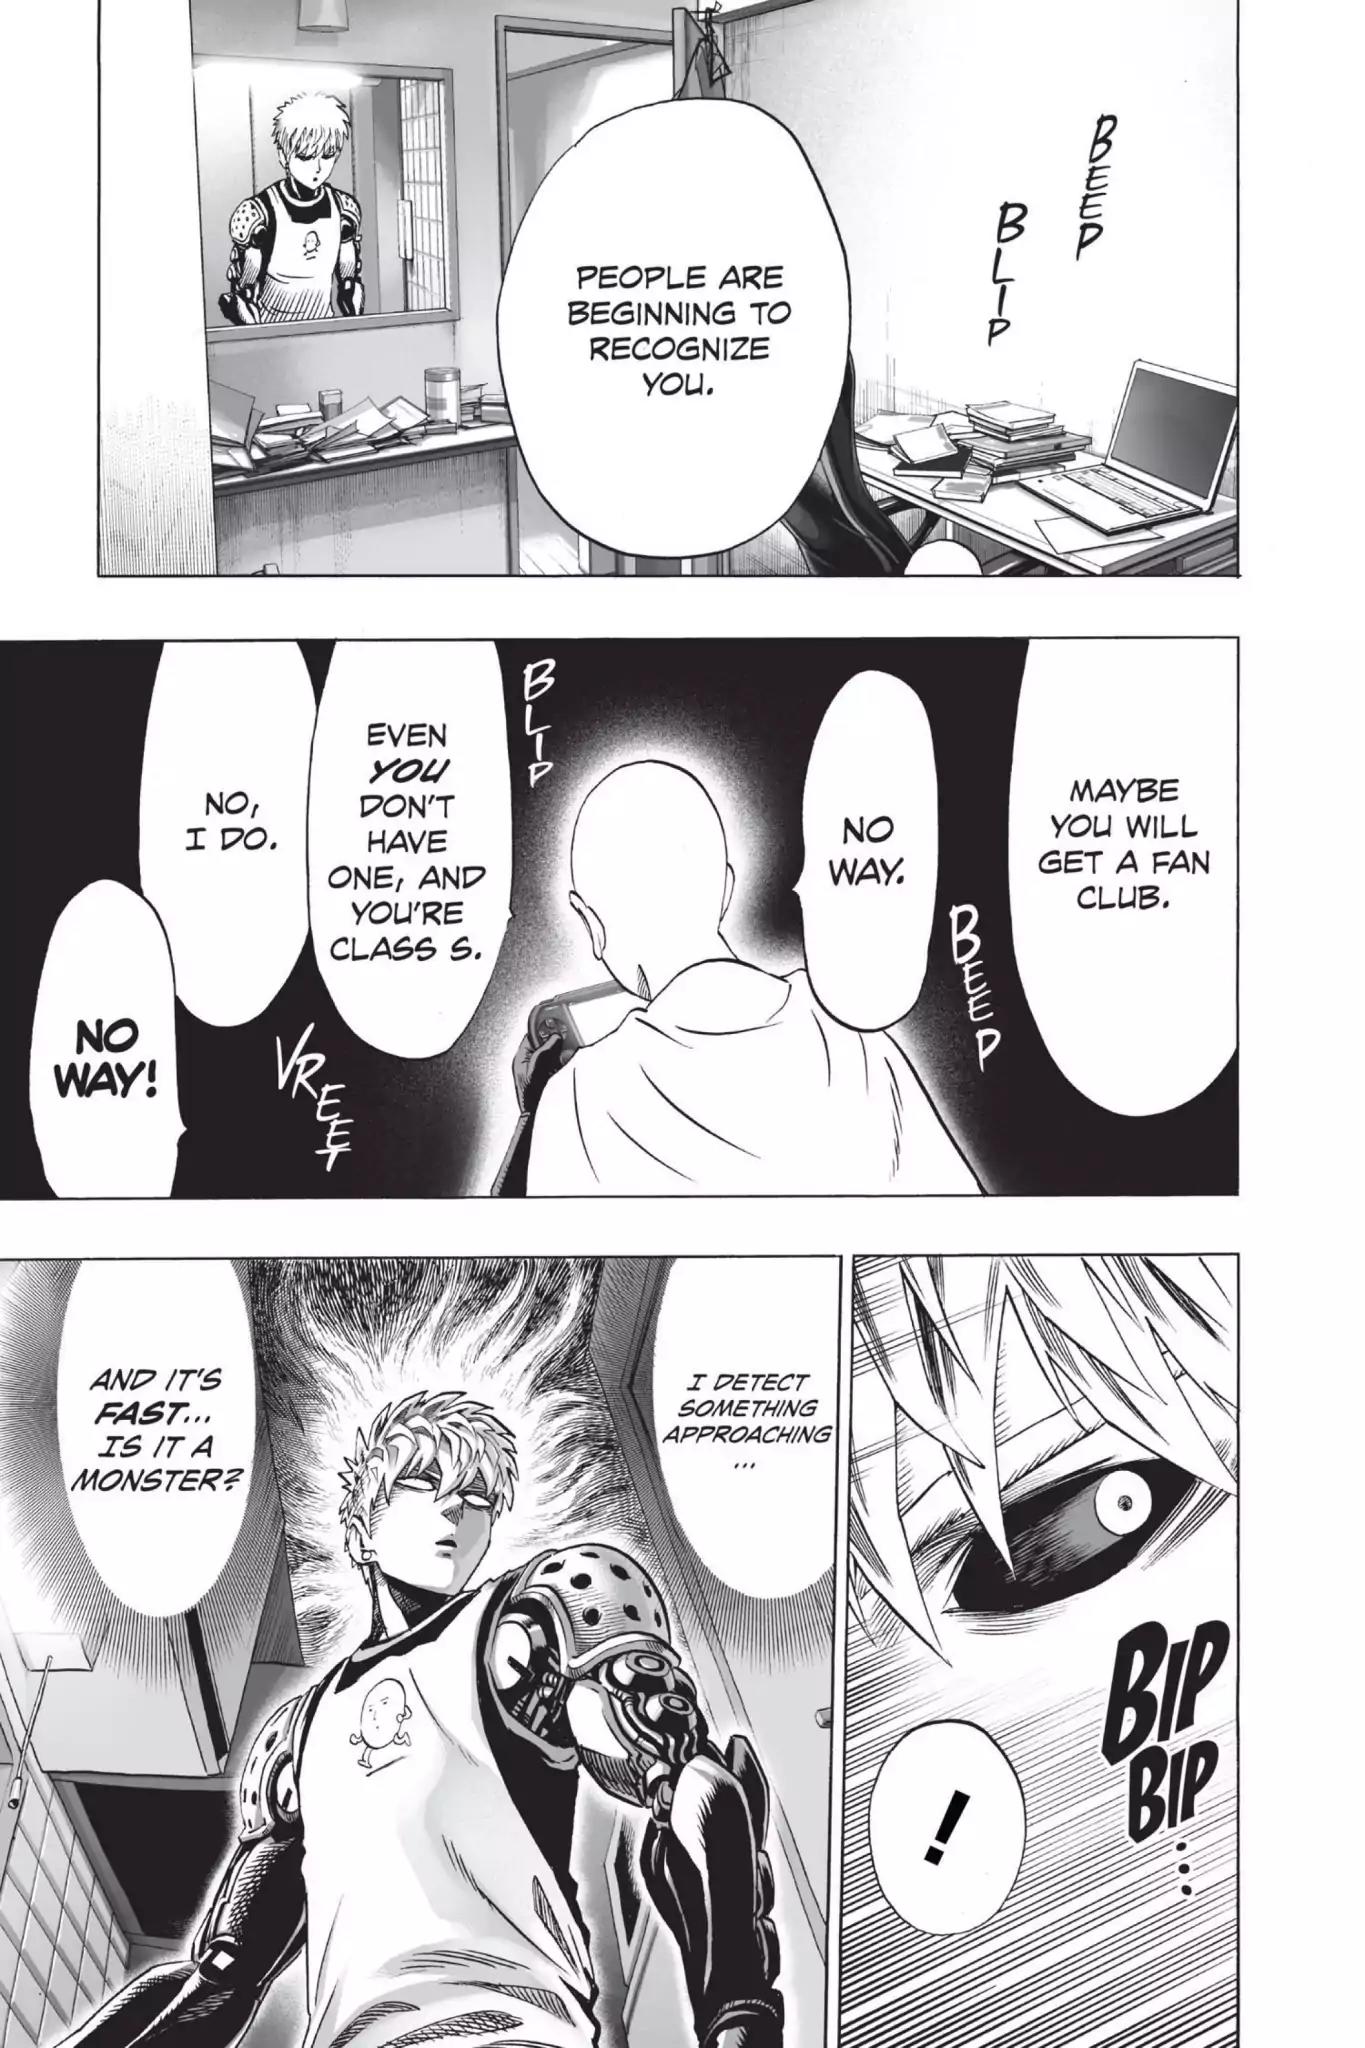 BEEP
BLIP
PEOPLE ARE
BEGINNING TO
RECOGNIZE
YOU.
MAYBE
YOU WILL
GET A FAN
CLUB.
BEEP
NO
WAY.
BLIP
EVEN
YOU
DON'T
HAVE
ONE, AND
YOU'RE
CLASS S.
VREET
NO,
I DO.
NO
WAY!
BIP
BIP...
!
I DETECT
SOMETHING
APPROACHING
...
AND IT'S
FAST...
IS IT A
MONSTER?